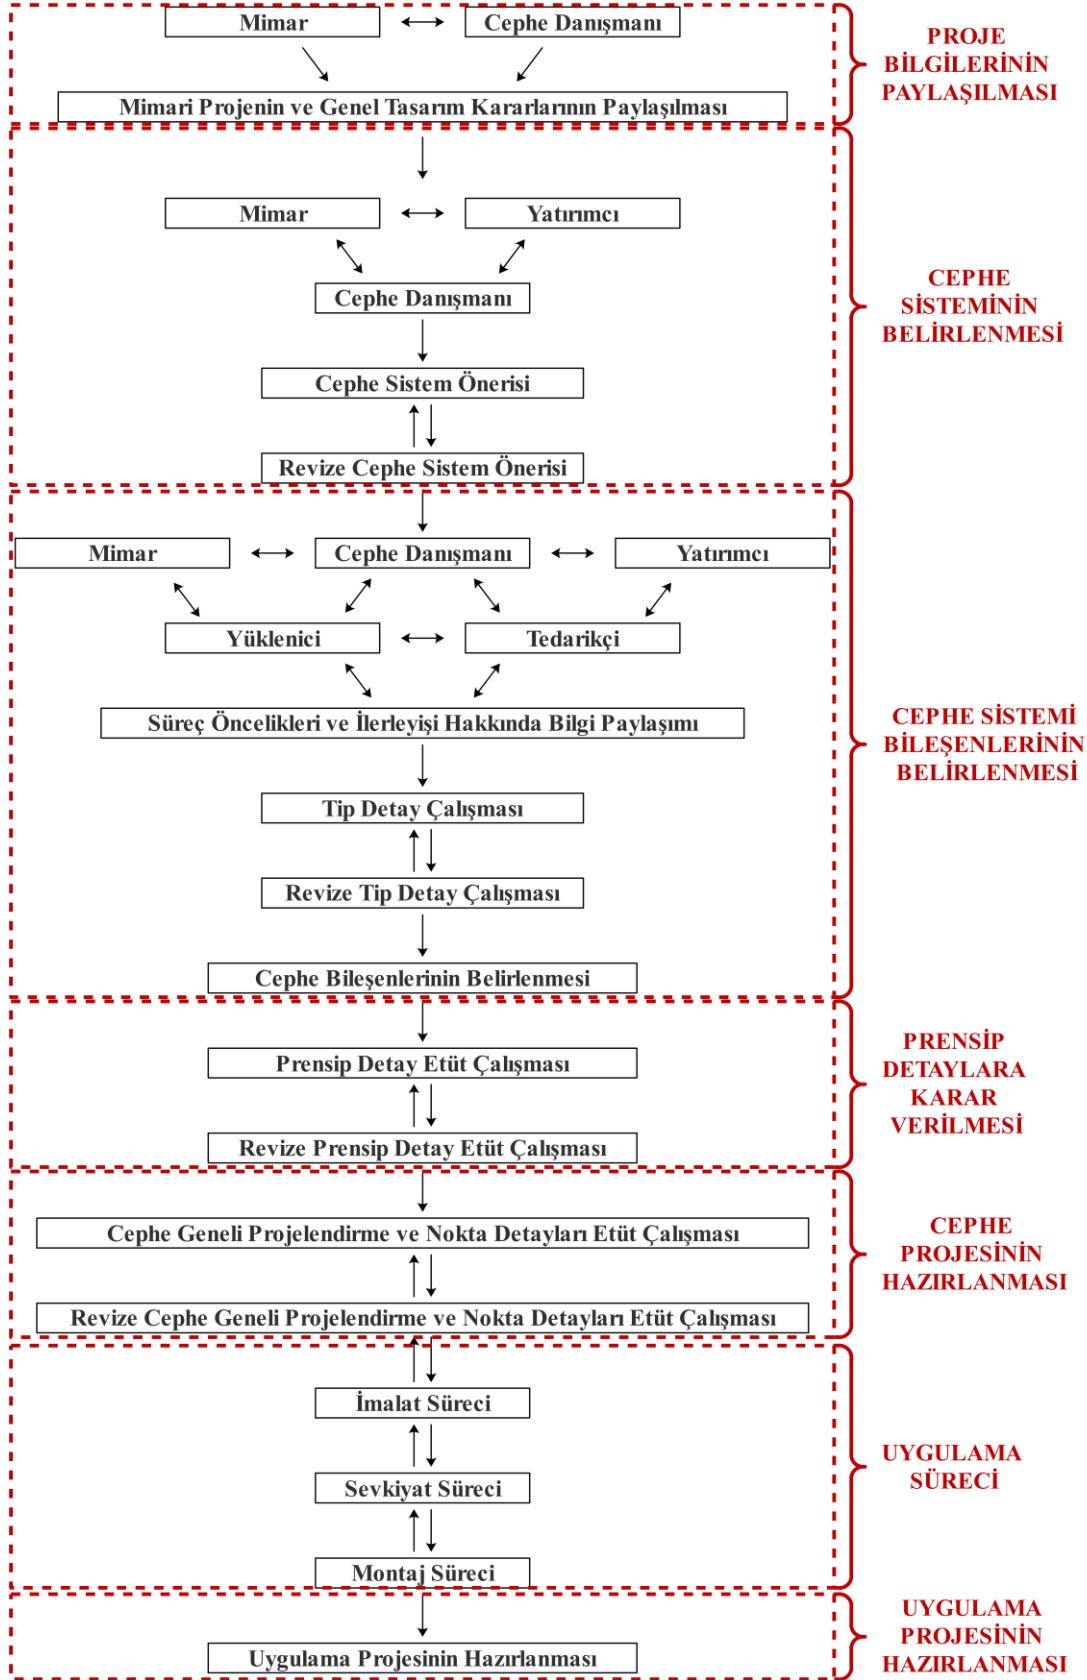 Mimar
Cephe Danışmanı
Mimari Projenin ve Genel Tasarım Kararlarının Paylaşılması
PROJE
BİLGİLERİNİN
PAYLAŞILMASI
Mimar
Yatırımcı
Cephe Danışmanı
Cephe Sistem Önerisi
Revize Cephe Sistem Önerisi
CEPHE
SİSTEMİNİN
BELİRLENMESİ
Mimar
Cephe Danışmanı
Yatırımcı
Yüklenici
Tedarikçi
Süreç Öncelikleri ve İlerleyişi Hakkında Bilgi Paylaşımı
Tip Detay Çalışması
Revize Tip Detay Çalışması
Cephe Bileşenlerinin Belirlenmesi
CEPHE SİSTEMİ
BİLEŞENLERİNİN
BELİRLENMESİ
Prensip Detay Etüt Çalışması
Revize Prensip Detay Etüt Çalışması
PRENSİP
DETAYLARA
KARAR
VERİLMESİ
Cephe Geneli Projelendirme ve Nokta Detayları Etüt Çalışması
Revize Cephe Geneli Projelendirme ve Nokta Detayları Etüt Çalışması
CEPHE
PROJESİNİN
HAZIRLANMASI
İmalat Süreci
Sevkiyat Süreci
Montaj Süreci
UYGULAMA
SÜRECİ
Uygulama Projesinin Hazırlanması
UYGULAMA
PROJESİNİN
HAZIRLANMASI